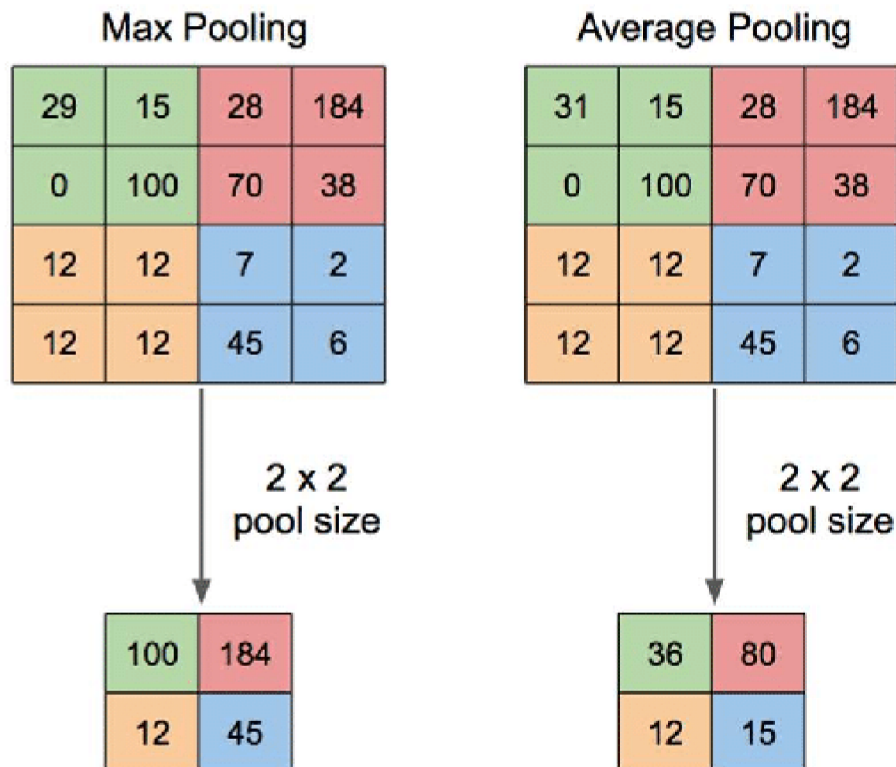 Max Pooling
29 15 28 184
0 100 70 38
12 12 7 2
12 12 45 6
2 x 2
pool size
100 184
12 45
Average Pooling
31 15 28 184
0 100 70 38
12 12 7 2
12 12 45 6
2 x 2
pool size
36 80
12 15